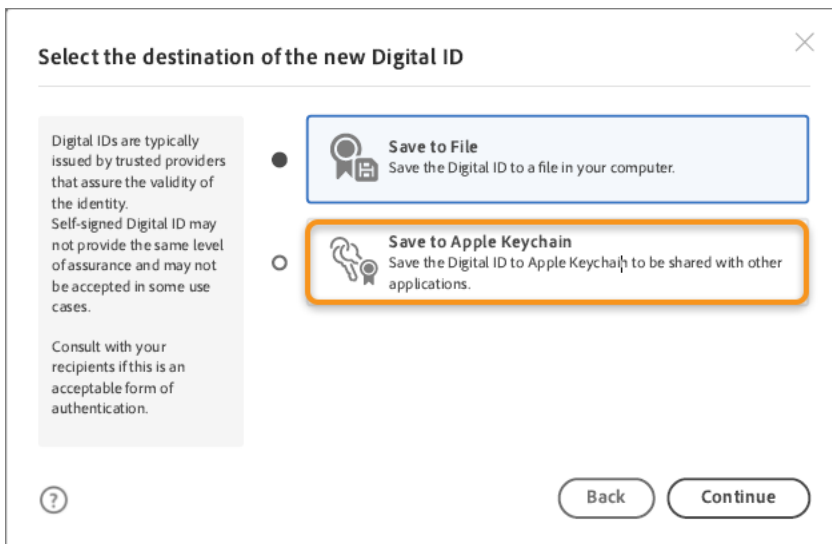 Select the destination of the new Digital ID
Digital IDs are typically
issued by trusted providers
that assure the validity of
the identity.
Self-signed Digital ID may
not provide the same level
of assurance and may not
be accepted in some use
cases.
Consult with your
recipients if this is an
acceptable form of
authentication.
Save to File
Save the Digital ID to a file in your computer.
Save to Apple Keychain
Save the Digital ID to Apple Keychain to be shared with other
applications.
?
Back
Continue